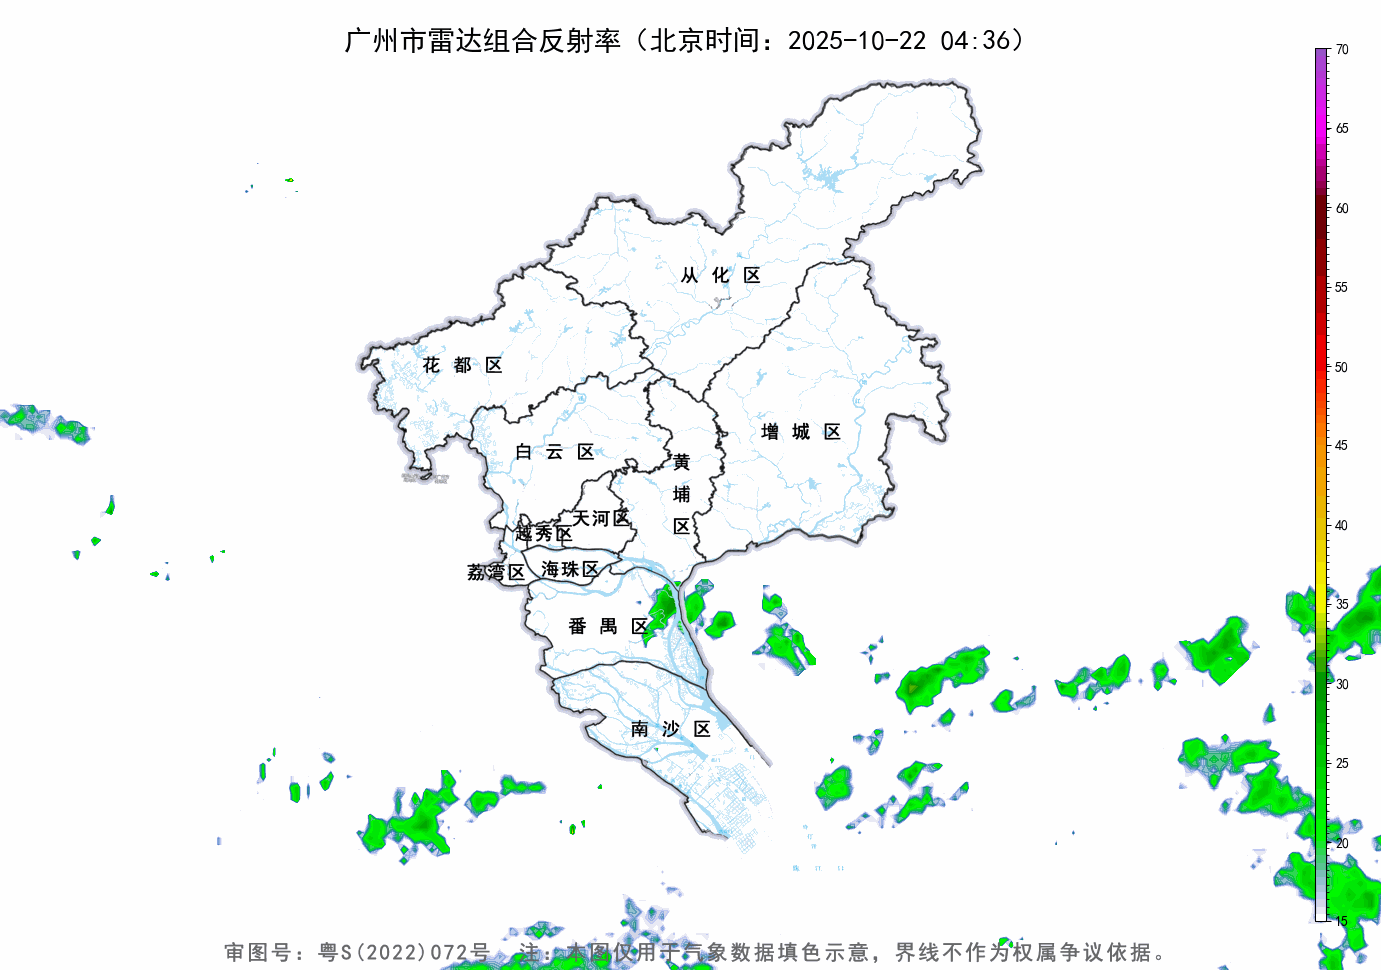 广州市雷达组合反射率（北京时间：2025-10-22 04:36）
70
65
60
55
50
45
40
35
30
25
20
15
从化区
花都区
增城区
白云区
黄埔区
天河区
越秀区
荔湾区
海珠区
番禺区
南沙区
审图号：粤S(2022)072号 注：本图仅用于气象数据填色示意，界线不作为权属争议依据。